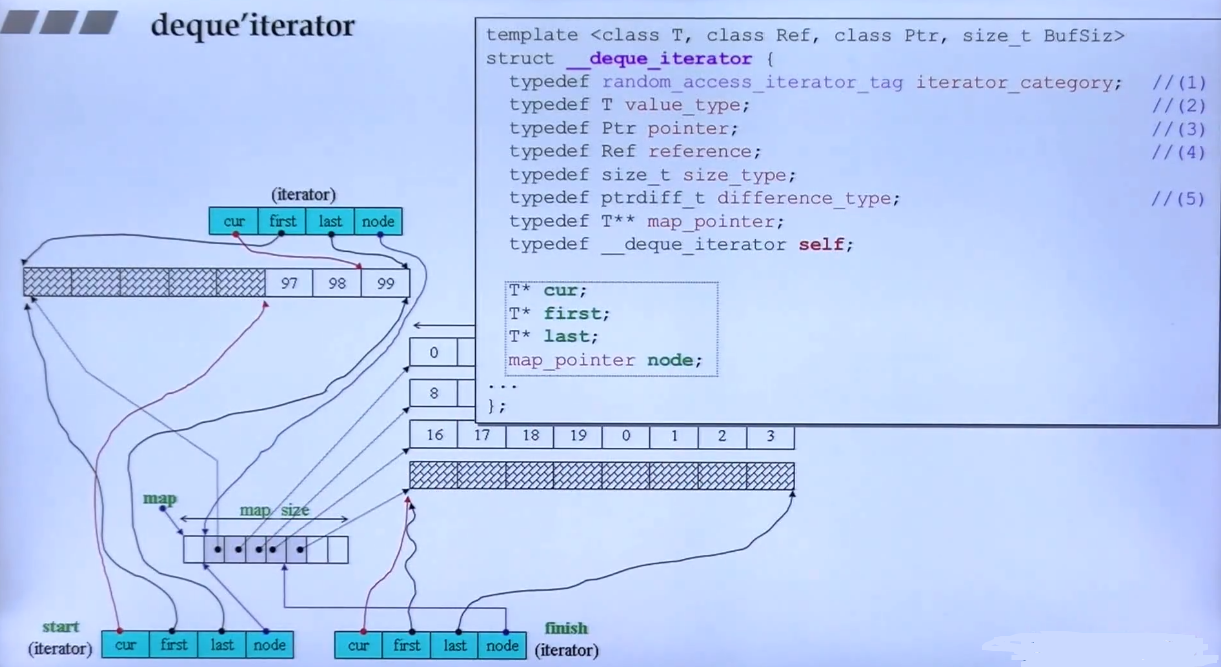 deque'iterator
template <class T, class Ref, class Ptr, size_t BufSiz>
struct __deque_iterator {
typedef random_access_iterator_tag iterator_category; //(1)
typedef T value_type; //(2)
typedef Ptr pointer; //(3)
typedef Ref reference; //(4)
typedef size_t size_type;
typedef ptrdiff_t difference_type; //(5)
typedef T** map_pointer;
typedef __deque_iterator self;
T* cur;
T* first;
T* last;
map_pointer node;
...
};
(iterator)
cur first last node
97 98 99
0
8
16 17 18 19 0 1 2 3
map
map_size
start
(iterator)
cur first last node
cur first last node
finish
(iterator)